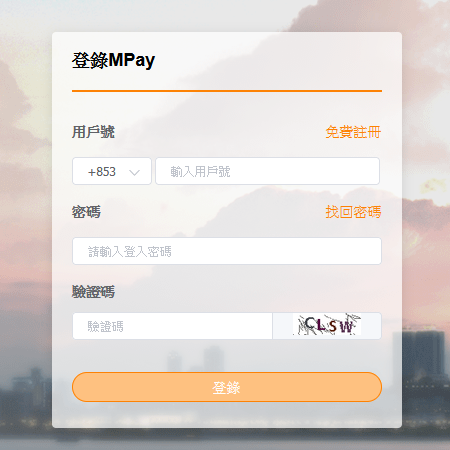 登錄MPay
用戶號 免費註冊
+853 輸入用戶號
密碼 找回密碼
請輸入登入密碼
驗證碼
驗證碼 CLSW
登錄